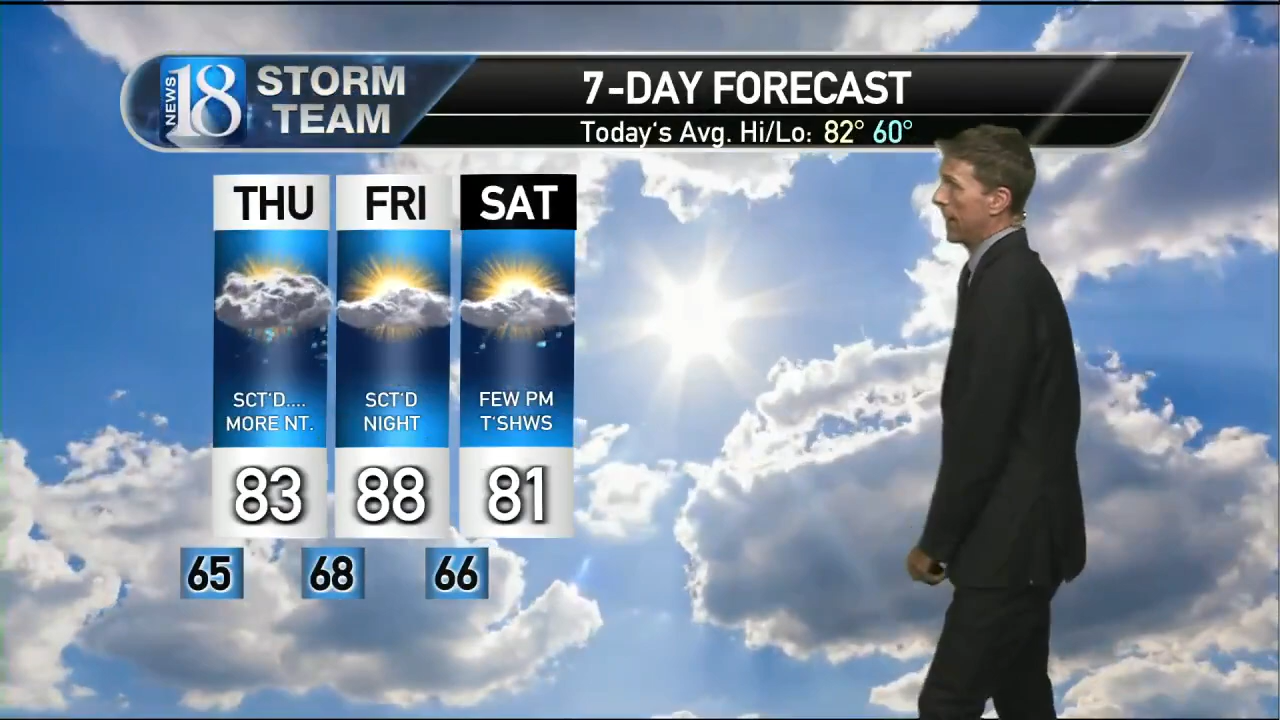 NEWS 18
STORM
TEAM
7-DAY FORECAST
Today's Avg. Hi/Lo: 82° 60°
THU FRI SAT
SCT'D.... SCT'D FEW PM
MORE NT. NIGHT T'SHWS
83 88 81
65 68 66